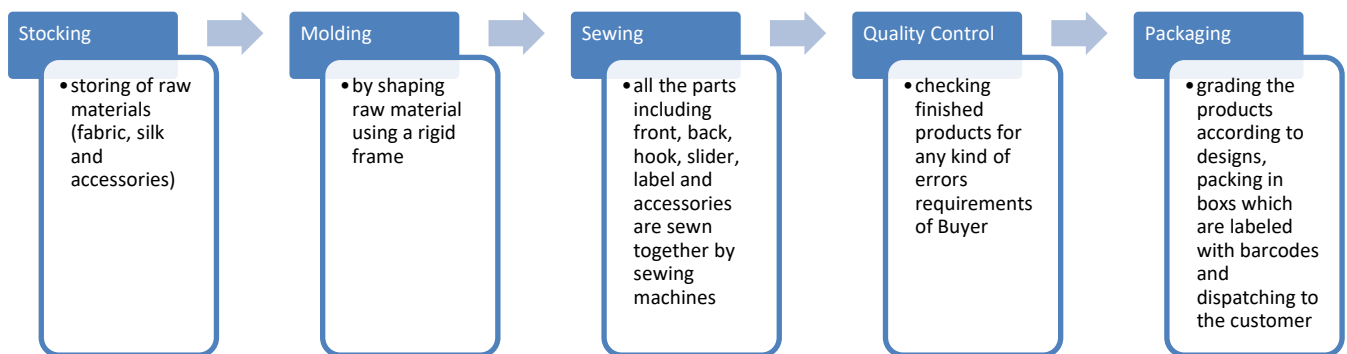 Stocking
•storing of raw
materials
(fabric, silk
and
accessories)
Molding
•by shaping
raw material
using a rigid
frame
Sewing
•all the parts
including
front, back,
hook, slider,
label and
accessories
are sewn
together by
sewing
machines
Quality Control
•checking
finished
products for
any kind of
errors
requirements
of Buyer
Packaging
•grading the
products
according to
designs,
packing in
boxs which
are labeled
with barcodes
and
dispatching to
the customer